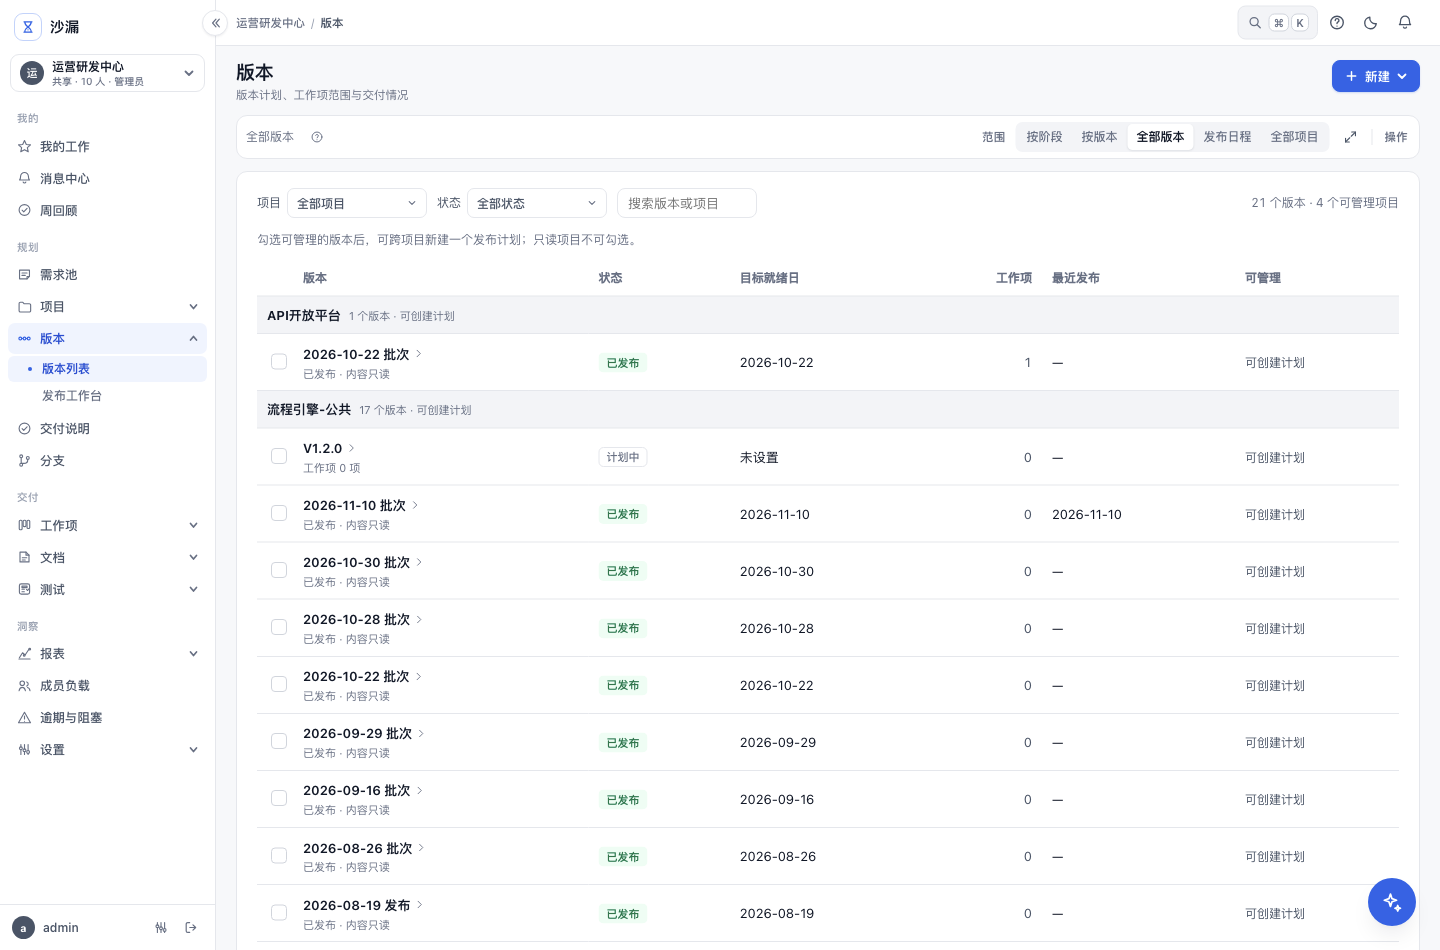 沙漏
运营研发中心 / 版本
⌘ K
运 运营研发中心
共享 · 10 人 · 管理员
我的
我的工作
消息中心
周回顾
规划
需求池
项目
版本
版本列表
发布工作台
交付说明
分支
交付
工作项
文档
测试
洞察
报表
成员负载
逾期与阻塞
设置
a admin
版本
版本计划、工作项范围与交付情况
新建
全部版本
范围 按阶段 按版本 全部版本 发布日程 全部项目 操作
项目 全部项目 状态 全部状态 搜索版本或项目 21 个版本 · 4 个可管理项目
勾选可管理的版本后，可跨项目新建一个发布计划；只读项目不可勾选。
版本 状态 目标就绪日 工作项 最近发布 可管理
API开放平台 1 个版本 · 可创建计划
2026-10-22 批次 已发布 2026-10-22 1 — 可创建计划
已发布 · 内容只读
流程引擎-公共 17 个版本 · 可创建计划
V1.2.0 计划中 未设置 0 — 可创建计划
工作项 0 项
2026-11-10 批次 已发布 2026-11-10 0 2026-11-10 可创建计划
已发布 · 内容只读
2026-10-30 批次 已发布 2026-10-30 0 — 可创建计划
已发布 · 内容只读
2026-10-28 批次 已发布 2026-10-28 0 — 可创建计划
已发布 · 内容只读
2026-10-22 批次 已发布 2026-10-22 0 — 可创建计划
已发布 · 内容只读
2026-09-29 批次 已发布 2026-09-29 0 — 可创建计划
已发布 · 内容只读
2026-09-16 批次 已发布 2026-09-16 0 — 可创建计划
已发布 · 内容只读
2026-08-26 批次 已发布 2026-08-26 0 — 可创建计划
已发布 · 内容只读
2026-08-19 发布 已发布 2026-08-19 0 — 可创建计划
已发布 · 内容只读